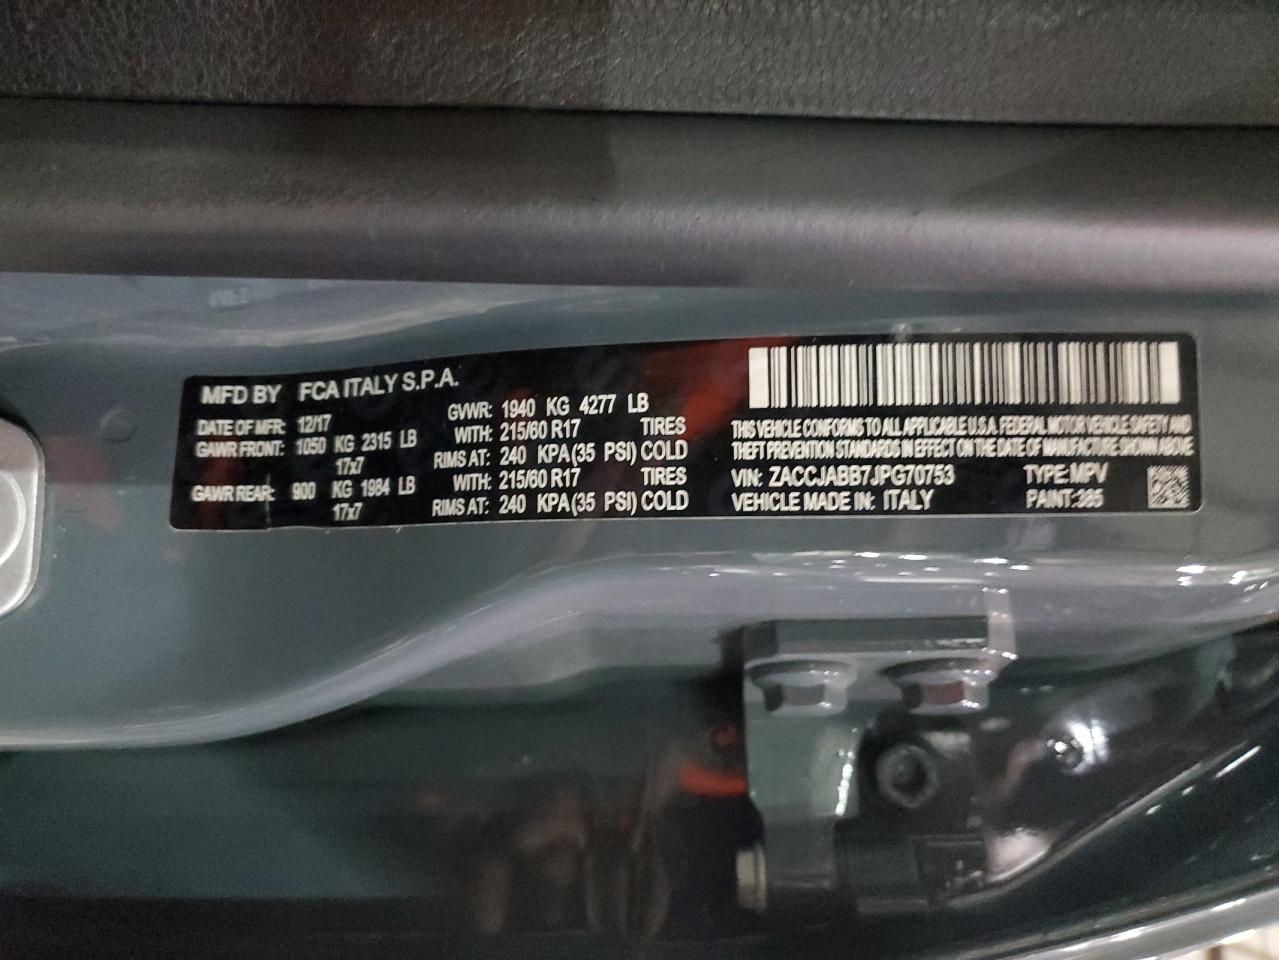 MFD BY FCA ITALY S.P.A.
DATE OF MFR: 12/17 GVWR: 1940 KG 4277 LB
GAWR FRONT: 1050 KG 2315 LB WITH: 215/60 R17 TIRES
17x7 RIMS AT: 240 KPA(35 PSI) COLD
GAWR REAR: 900 KG 1984 LB WITH: 215/60 R17 TIRES
17x7 RIMS AT: 240 KPA(35 PSI) COLD
THIS VEHICLE CONFORMS TO ALL APPLICABLE U.S.A. FEDERAL MOTOR VEHICLE SAFETY AND
THEFT PREVENTION STANDARDS IN EFFECT ON THE DATE OF MANUFACTURE SHOWN ABOVE
VIN: ZACCJABB7JPG70753 TYPE:MPV
VEHICLE MADE IN: ITALY PAINT:385